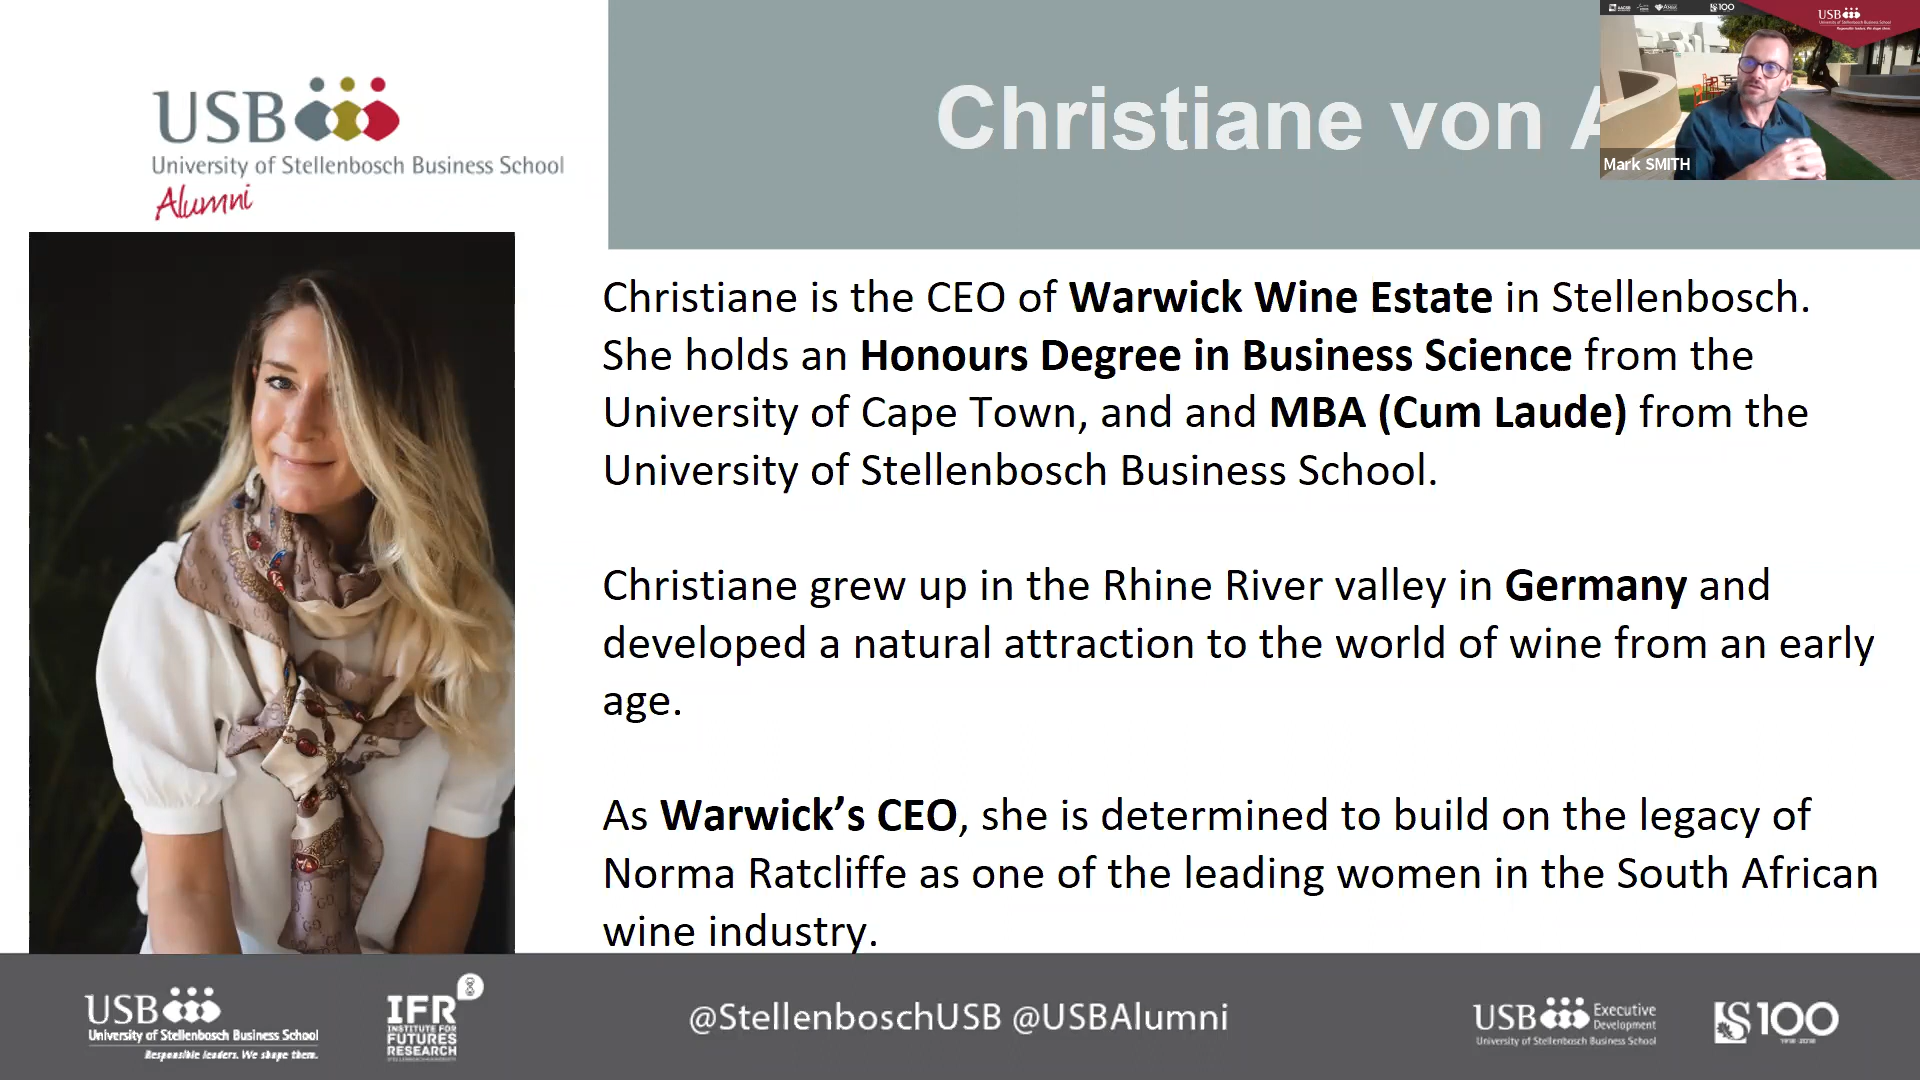 USB
University of Stellenbosch Business School
Alumni
Christiane von A
USB
Mark SMITH
Christiane is the CEO of Warwick Wine Estate in Stellenbosch.
She holds an Honours Degree in Business Science from the
University of Cape Town, and and MBA (Cum Laude) from the
University of Stellenbosch Business School.
Christiane grew up in the Rhine River valley in Germany and
developed a natural attraction to the world of wine from an early
age.
As Warwick’s CEO, she is determined to build on the legacy of
Norma Ratcliffe as one of the leading women in the South African
wine industry.
USB
University of Stellenbosch Business School
Responsible leaders. We shape them.
IFR
INSTITUTE FOR
FUTURES
RESEARCH
@StellenboschUSB @USBAlumni
USB Executive
Development
University of Stellenbosch Business School
S100
1918-2018